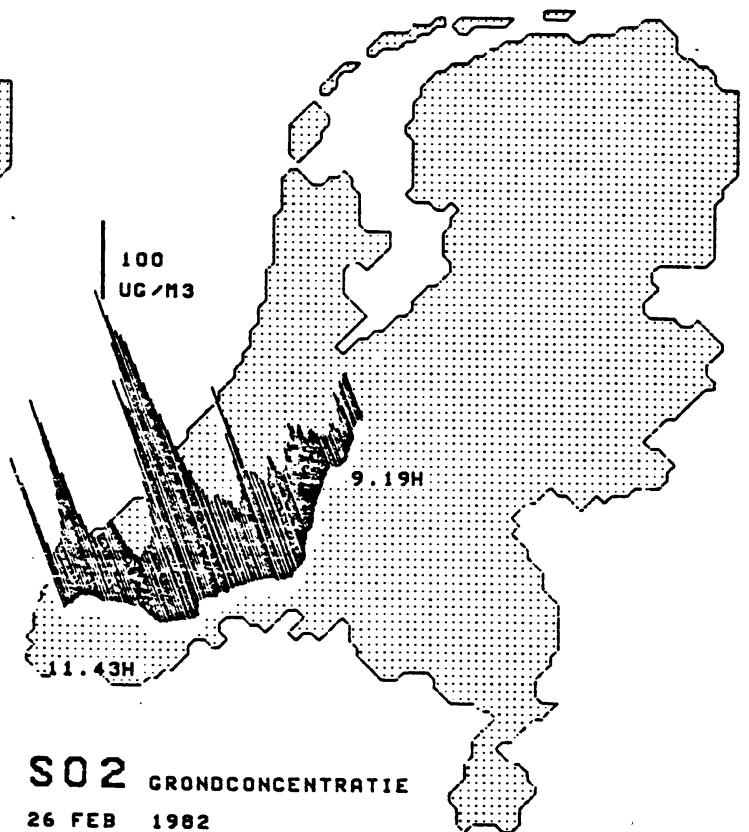 100
UG/M3
9.19H
11.43H
SO2 GRONDCONCENTRATIE
26 FEB 1982